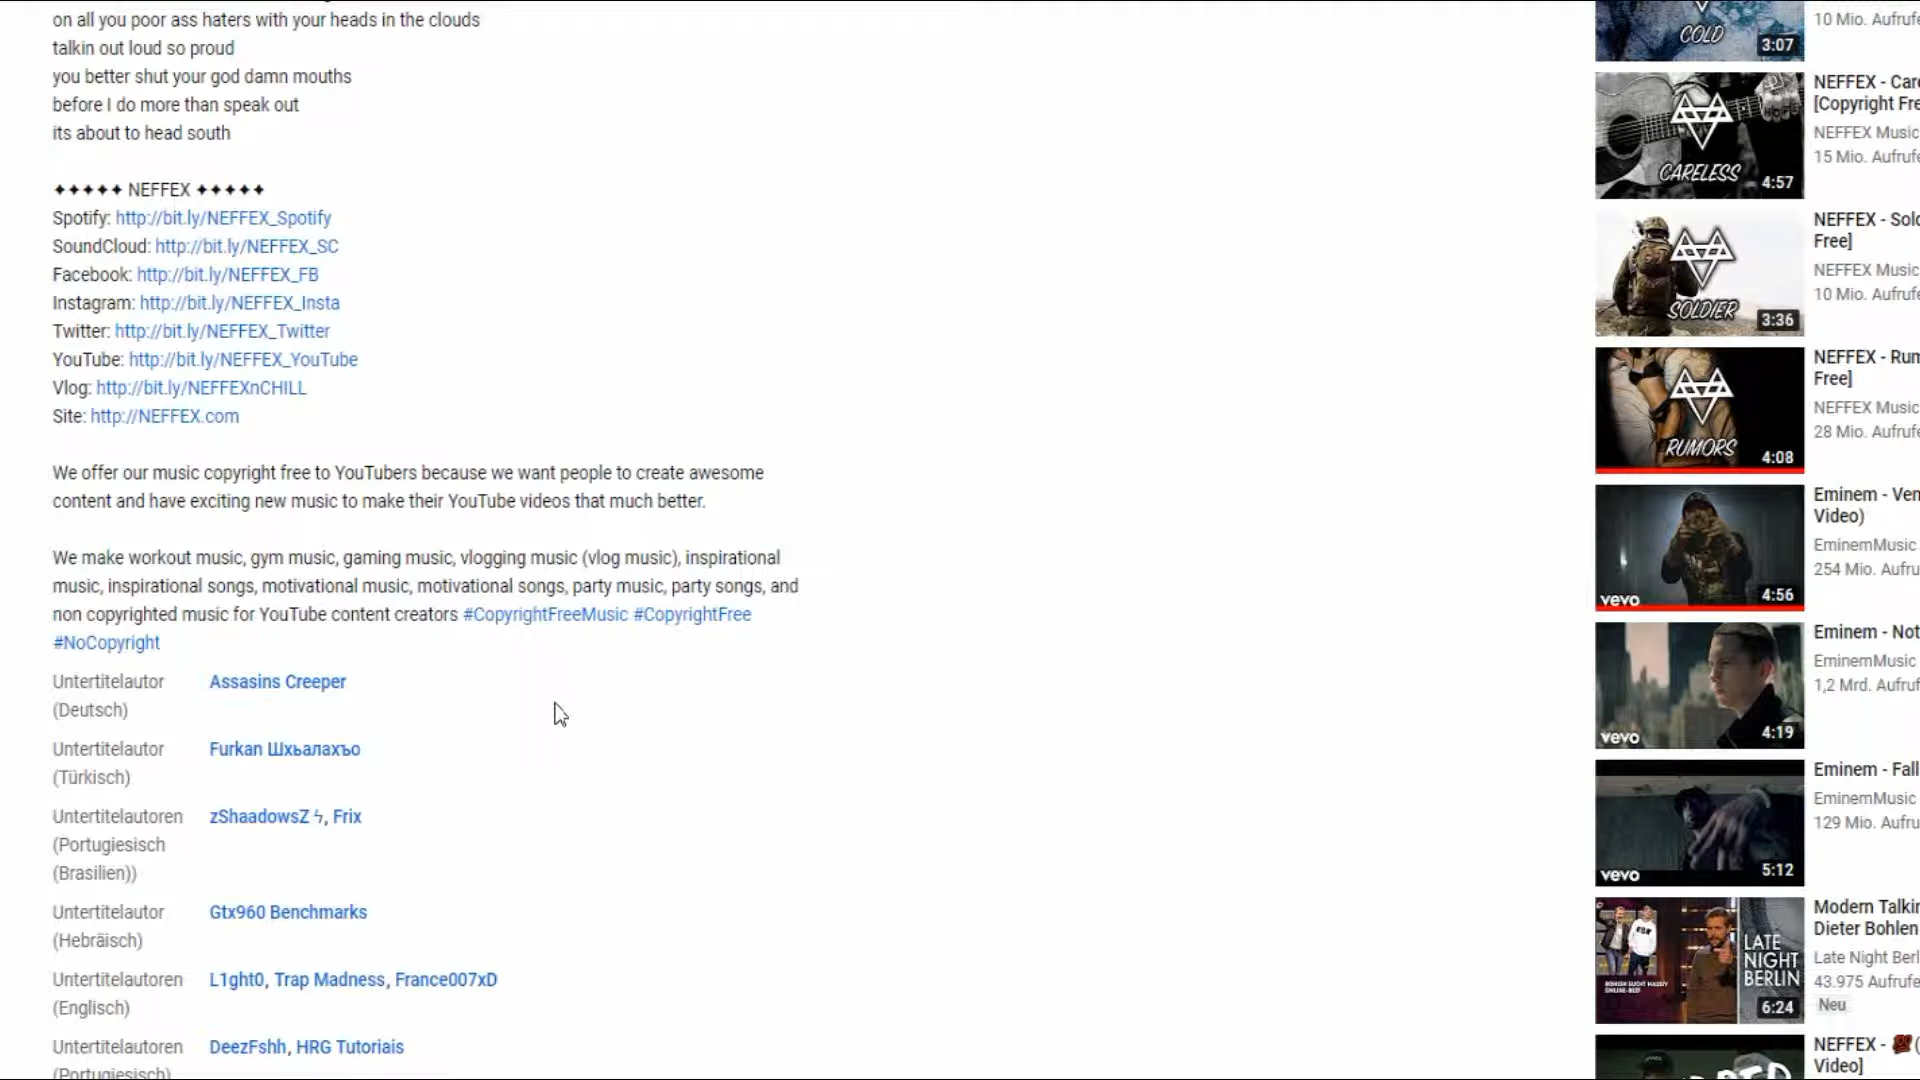 on all you poor ass haters with your heads in the clouds
talkin out loud so proud
you better shut your god damn mouths
before I do more than speak out
its about to head south
✦✦✦✦✦ NEFFEX ✦✦✦✦✦
Spotify: http://bit.ly/NEFFEX_Spotify
SoundCloud: http://bit.ly/NEFFEX_SC
Facebook: http://bit.ly/NEFFEX_FB
Instagram: http://bit.ly/NEFFEX_Insta
Twitter: http://bit.ly/NEFFEX_Twitter
YouTube: http://bit.ly/NEFFEX_YouTube
Vlog: http://bit.ly/NEFFEXnCHILL
Site: http://NEFFEX.com
We offer our music copyright free to YouTubers because we want people to create awesome
content and have exciting new music to make their YouTube videos that much better.
We make workout music, gym music, gaming music, vlogging music (vlog music), inspirational
music, inspirational songs, motivational music, motivational songs, party music, party songs, and
non copyrighted music for YouTube content creators #CopyrightFreeMusic #CopyrightFree
#NoCopyright
Untertitelautor Assasins Creeper
(Deutsch)
Untertitelautor Furkan Шхьалахъо
(Türkisch)
Untertitelautoren zShaadowsZ ϟ, Frix
(Portugiesisch
(Brasilien))
Untertitelautor Gtx960 Benchmarks
(Hebräisch)
Untertitelautoren L1ght0, Trap Madness, France007xD
(Englisch)
Untertitelautoren DeezFshh, HRG Tutoriais
(Portugiesisch)
COLD
3:07
10 Mio. Aufrufe
CARELESS
4:57
NEFFEX - Care
[Copyright Fre
NEFFEX Music
15 Mio. Aufrufe
SOLDIER
3:36
NEFFEX - Sold
Free]
NEFFEX Music
10 Mio. Aufrufe
RUMORS
4:08
NEFFEX - Rum
Free]
NEFFEX Music
28 Mio. Aufrufe
vevo
4:56
Eminem - Ven
Video)
EminemMusic
254 Mio. Aufru
vevo
4:19
Eminem - Not
EminemMusic
1,2 Mrd. Aufruf
vevo
5:12
Eminem - Fall
EminemMusic
129 Mio. Aufru
LATE
NIGHT
BERLIN
6:24
Modern Talkin
Dieter Bohlen
Late Night Berl
43.975 Aufrufe
Neu
NEFFEX - 💯 (
Video]